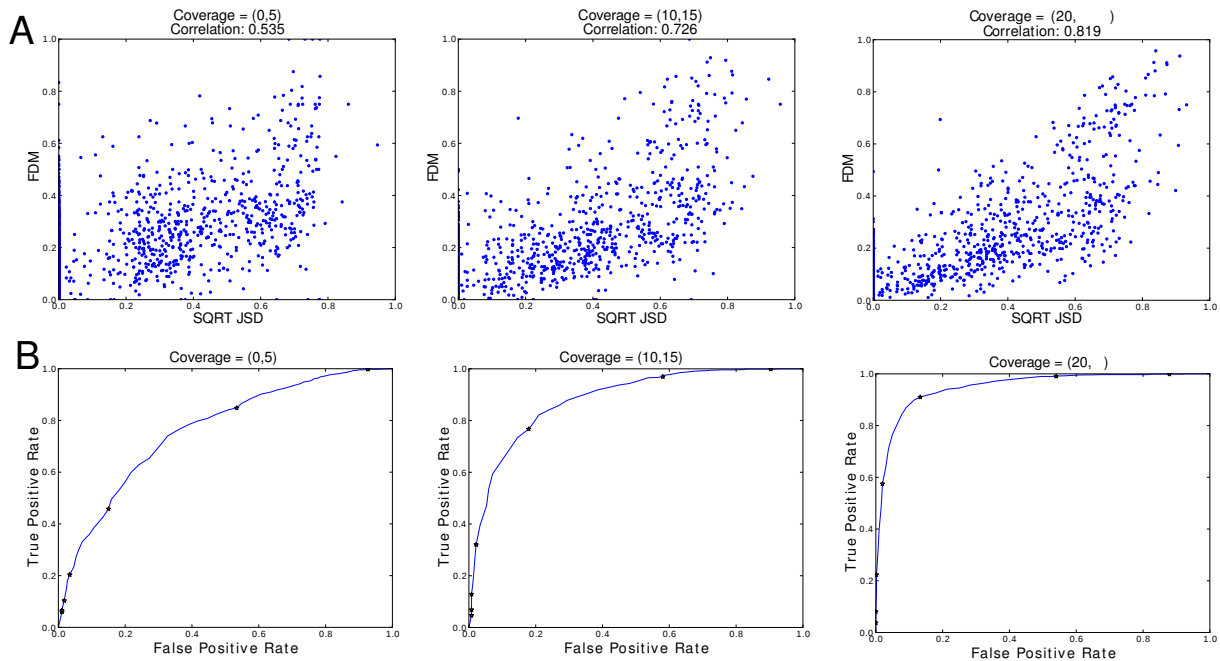 A
Coverage = (0,5)
Correlation: 0.535
FDM
1.0
0.8
0.6
0.4
0.2
0.0
0.0 0.2 0.4 0.6 0.8 1.0
SQRT JSD
Coverage = (10,15)
Correlation: 0.726
FDM
1.0
0.8
0.6
0.4
0.2
0.0
0.0 0.2 0.4 0.6 0.8 1.0
SQRT JSD
Coverage = (20, )
Correlation: 0.819
FDM
1.0
0.8
0.6
0.4
0.2
0.0
0.0 0.2 0.4 0.6 0.8 1.0
SQRT JSD
B
Coverage = (0,5)
True Positive Rate
1.0
0.8
0.6
0.4
0.2
0.0
0.0 0.2 0.4 0.6 0.8 1.0
False Positive Rate
Coverage = (10,15)
True Positive Rate
1.0
0.8
0.6
0.4
0.2
0.0
0.0 0.2 0.4 0.6 0.8 1.0
False Positive Rate
Coverage = (20, )
True Positive Rate
1.0
0.8
0.6
0.4
0.2
0.0
0.0 0.2 0.4 0.6 0.8 1.0
False Positive Rate